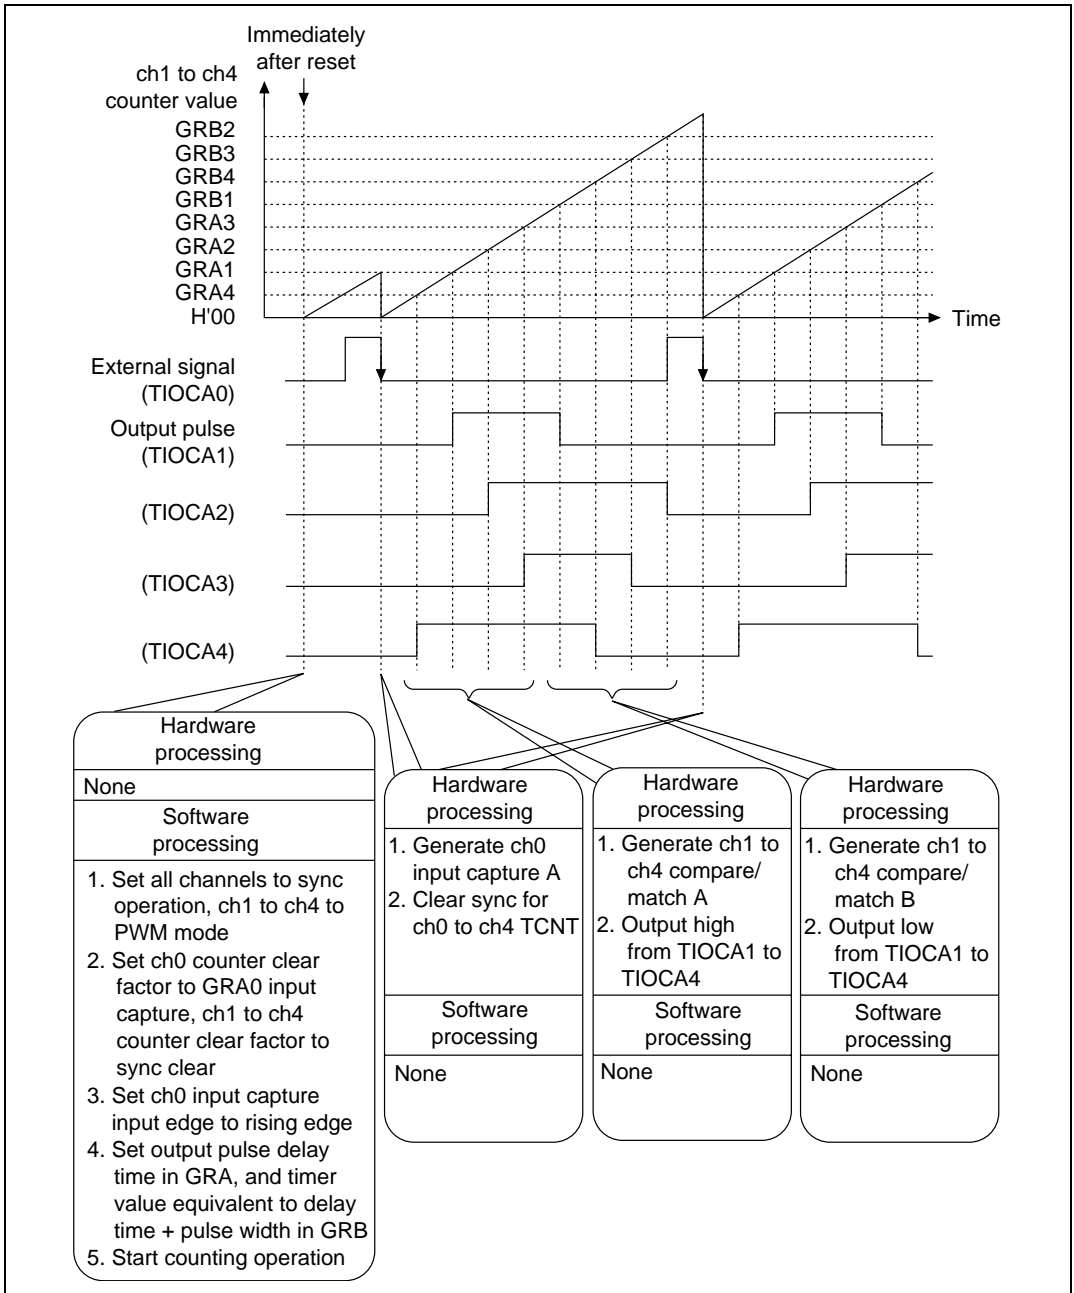 Immediately
after reset
ch1 to ch4
counter value
GRB2
GRB3
GRB4
GRB1
GRA3
GRA2
GRA1
GRA4
H'00
Time
External signal
(TIOCA0)
Output pulse
(TIOCA1)
(TIOCA2)
(TIOCA3)
(TIOCA4)
Hardware
processing
None
Software
processing
1. Set all channels to sync
operation, ch1 to ch4 to
PWM mode
2. Set ch0 counter clear
factor to GRA0 input
capture, ch1 to ch4
counter clear factor to
sync clear
3. Set ch0 input capture
input edge to rising edge
4. Set output pulse delay
time in GRA, and timer
value equivalent to delay
time + pulse width in GRB
5. Start counting operation
Hardware
processing
1. Generate ch0
input capture A
2. Clear sync for
ch0 to ch4 TCNT
Software
processing
None
Hardware
processing
1. Generate ch1 to
ch4 compare/
match A
2. Output high
from TIOCA1 to
TIOCA4
Software
processing
None
Hardware
processing
1. Generate ch1 to
ch4 compare/
match B
2. Output low
from TIOCA1 to
TIOCA4
Software
processing
None